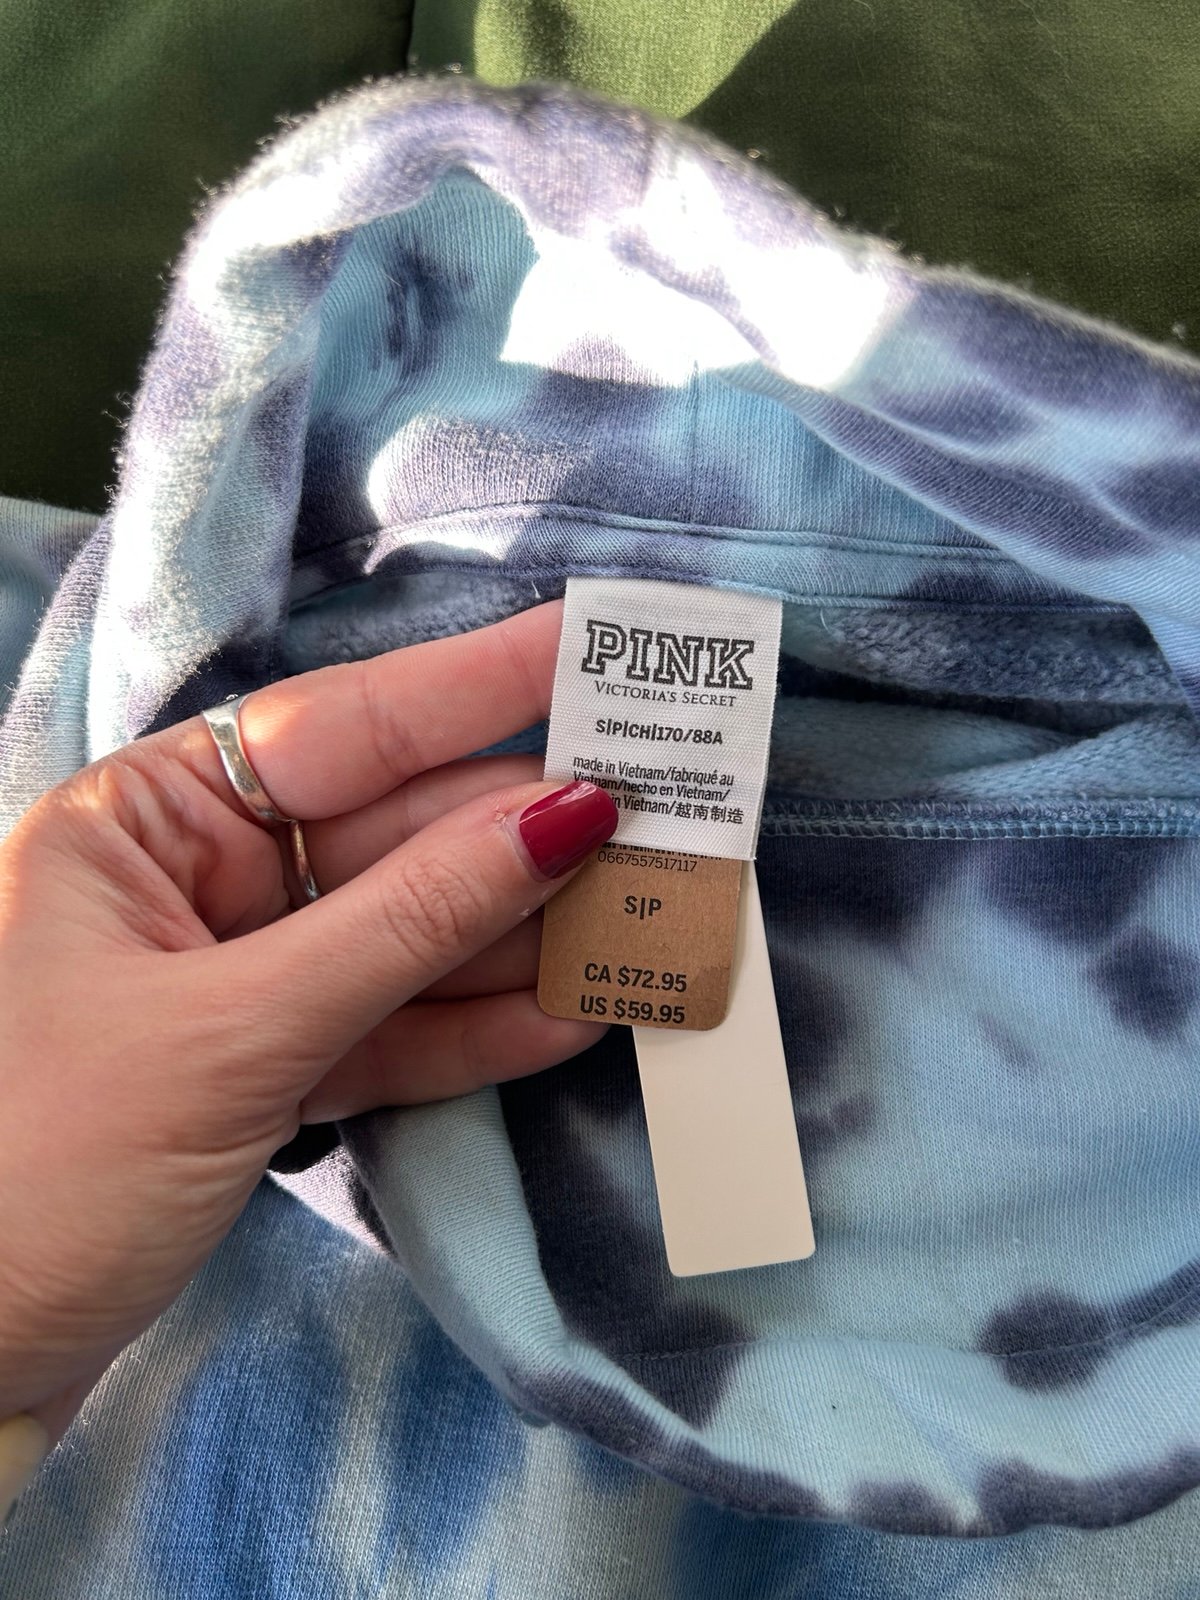 PINK
VICTORIA'S SECRET
S|P|CH|170/88A
made in Vietnam/fabriqué au
Vietnam/hecho en Vietnam/
in Vietnam/越南制造
0667557517117
S|P
CA $72.95
US $59.95